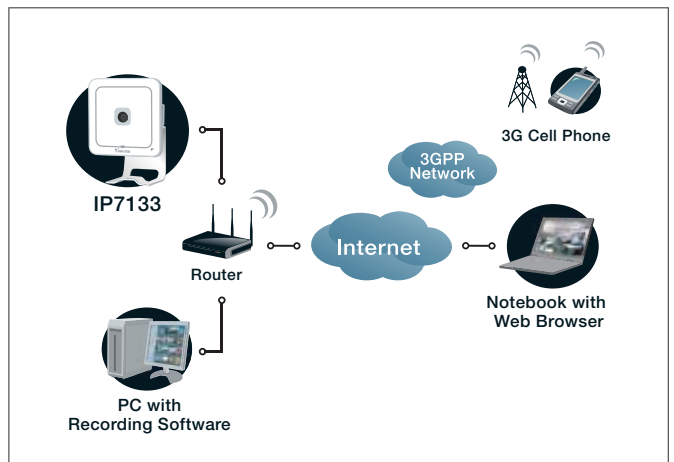 3G Cell Phone
3GPP
Network
IP7133
Internet
Router
Notebook with
Web Browser
PC with
Recording Software